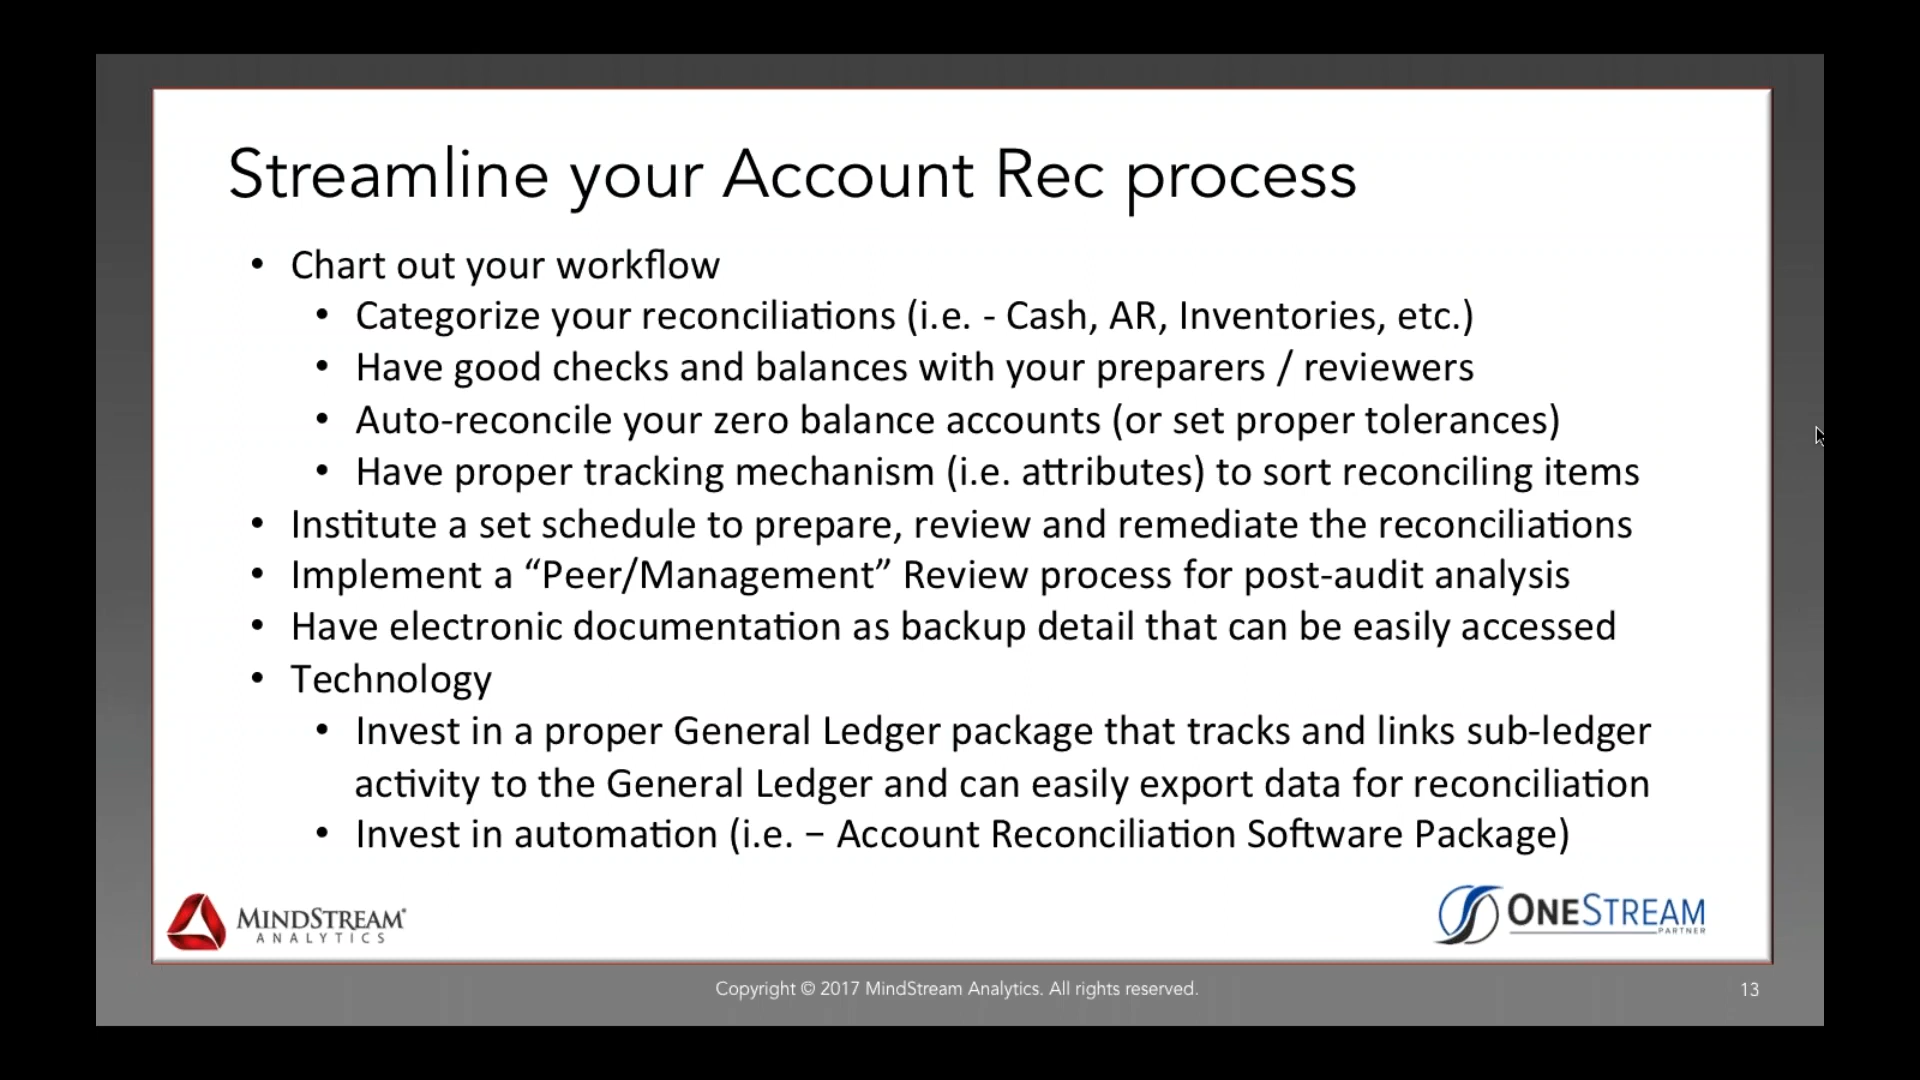 Streamline your Account Rec process
• Chart out your workflow
• Categorize your reconciliations (i.e. - Cash, AR, Inventories, etc.)
• Have good checks and balances with your preparers / reviewers
• Auto-reconcile your zero balance accounts (or set proper tolerances)
• Have proper tracking mechanism (i.e. attributes) to sort reconciling items
• Institute a set schedule to prepare, review and remediate the reconciliations
• Implement a “Peer/Management” Review process for post-audit analysis
• Have electronic documentation as backup detail that can be easily accessed
• Technology
• Invest in a proper General Ledger package that tracks and links sub-ledger
activity to the General Ledger and can easily export data for reconciliation
• Invest in automation (i.e. – Account Reconciliation Software Package)
MINDSTREAM®
ANALYTICS
ONESTREAM
PARTNER
Copyright © 2017 MindStream Analytics. All rights reserved.
13